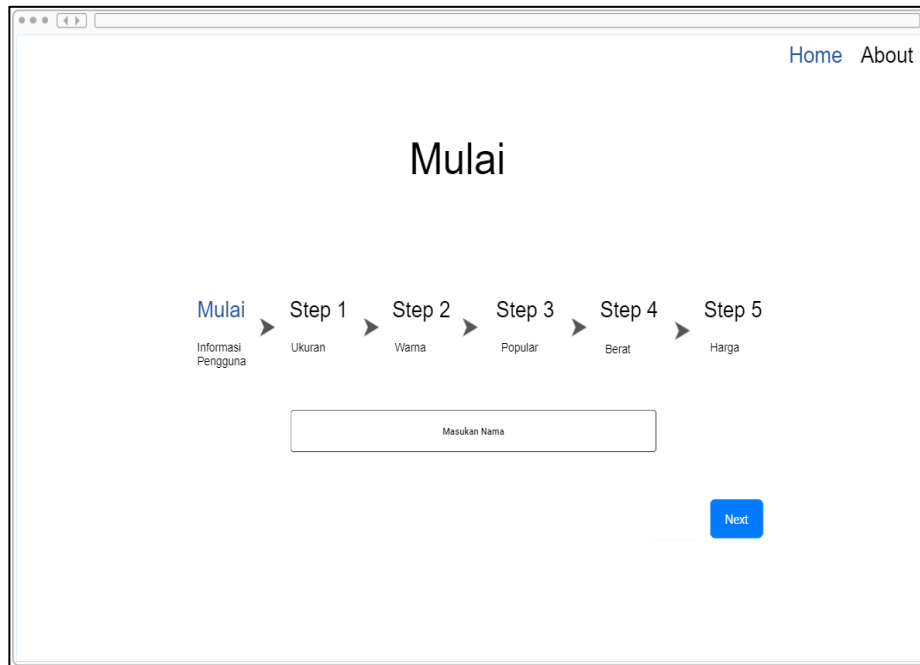 Home About
Mulai
Mulai Step 1 Step 2 Step 3 Step 4 Step 5
Informasi Pengguna Ukuran Warna Popular Berat Harga
Masukan Nama
Next